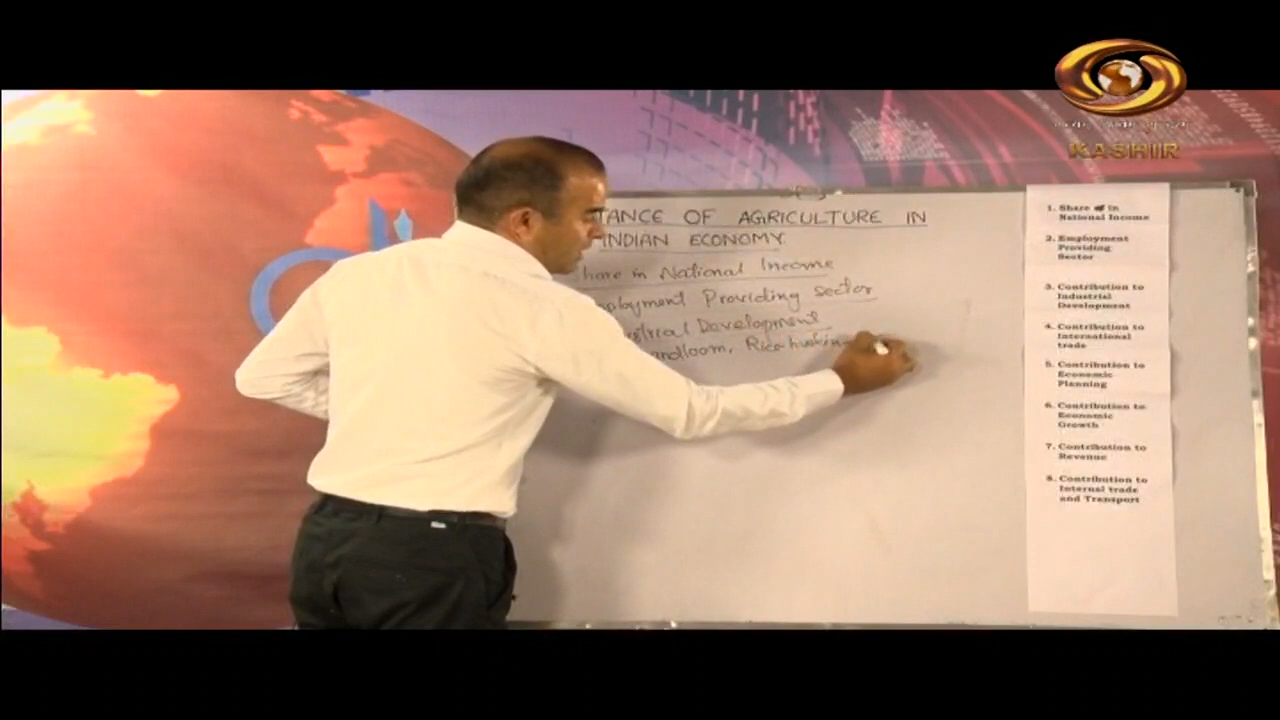 KASHIR
TANCE OF AGRICULTURE IN
INDIAN ECONOMY
hare in National Income
ployment Providing sector
strial Development
andloom, Rice huskin
1. Share in
National Income
2. Employment
Providing
Sector
3. Contribution to
Industrial
Development
4. Contribution to
International
trade
5. Contribution to
Economic
Planning
6. Contribution to
Economic
Growth
7. Contribution to
Revenue
8. Contribution to
Internal trade
and Transport